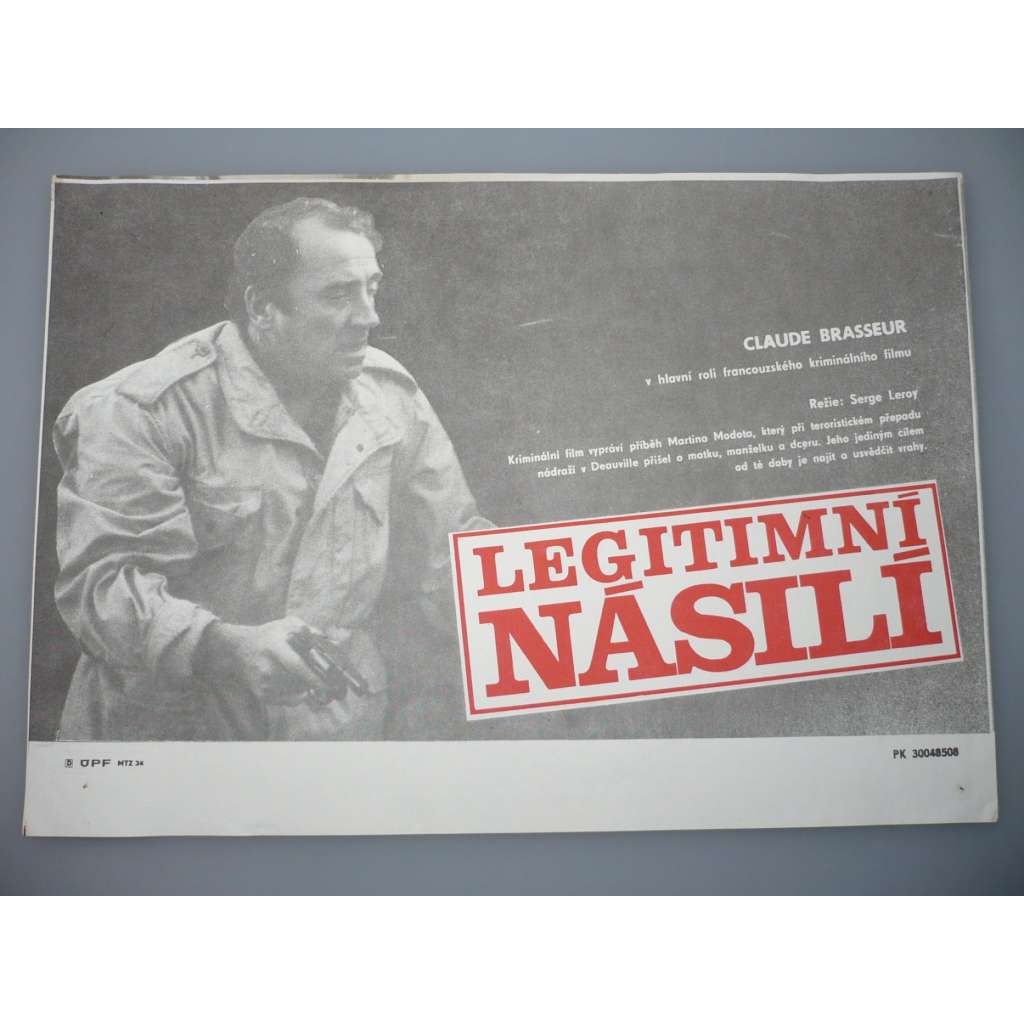 CLAUDE BRASSEUR
v hlavní roli francouzského kriminálního filmu
Režie: Serge Leroy
Kriminální film vypráví příběh Martina Modota, který při teroristickém přepadu
nádraží v Deauville přišel o matku, manželku a dceru. Jeho jediným cílem
od té doby je najít a usvědčit vrahy.
LEGITIMNÍ
NÁSILÍ
D ÚPF MTZ 34
PK 30048508